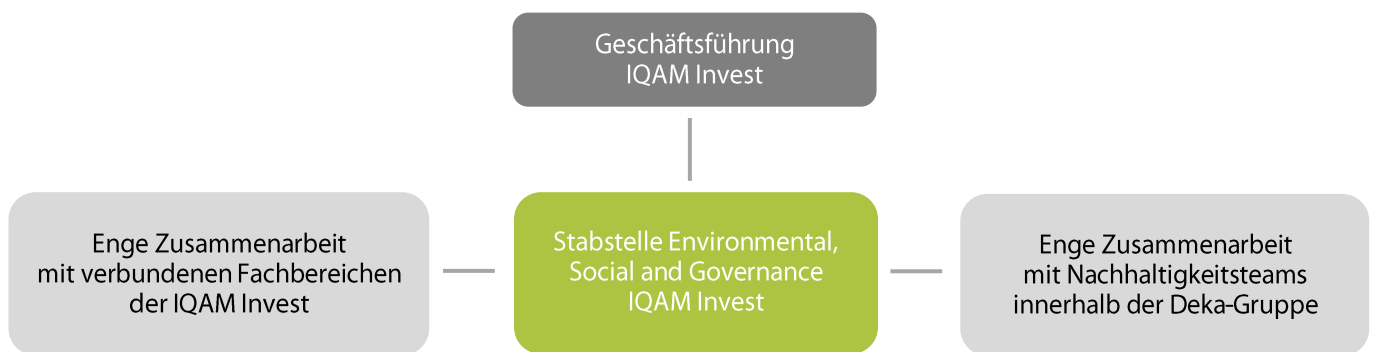 Geschäftsführung
IQAM Invest
Enge Zusammenarbeit
mit verbundenen Fachbereichen
der IQAM Invest
Stabstelle Environmental,
Social and Governance
IQAM Invest
Enge Zusammenarbeit
mit Nachhaltigkeitsteams
innerhalb der Deka-Gruppe